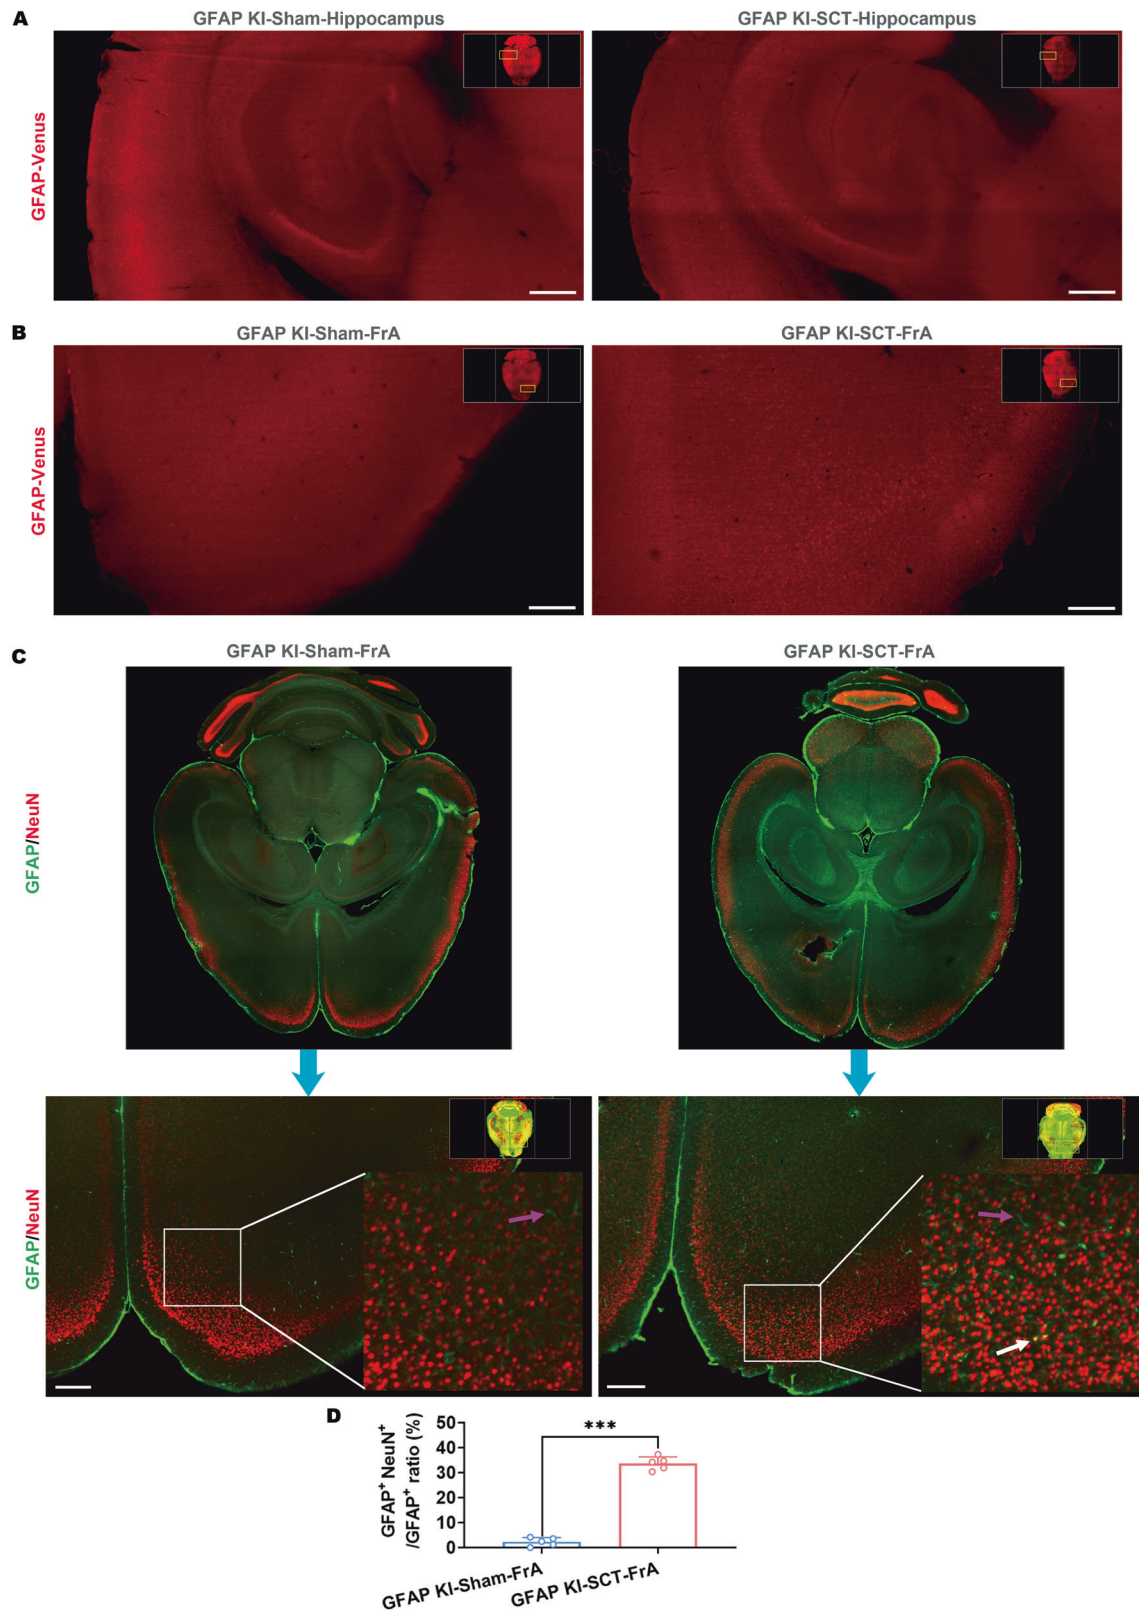 A
GFAP KI-Sham-Hippocampus
GFAP KI-SCT-Hippocampus
GFAP-Venus
B
GFAP KI-Sham-FrA
GFAP KI-SCT-FrA
GFAP-Venus
C
GFAP KI-Sham-FrA
GFAP KI-SCT-FrA
GFAP/NeuN
GFAP/NeuN
D
GFAP⁺ NeuN⁺
/GFAP⁺ ratio (%)
50
40
30
20
10
0
***
GFAP KI-Sham-FrA
GFAP KI-SCT-FrA